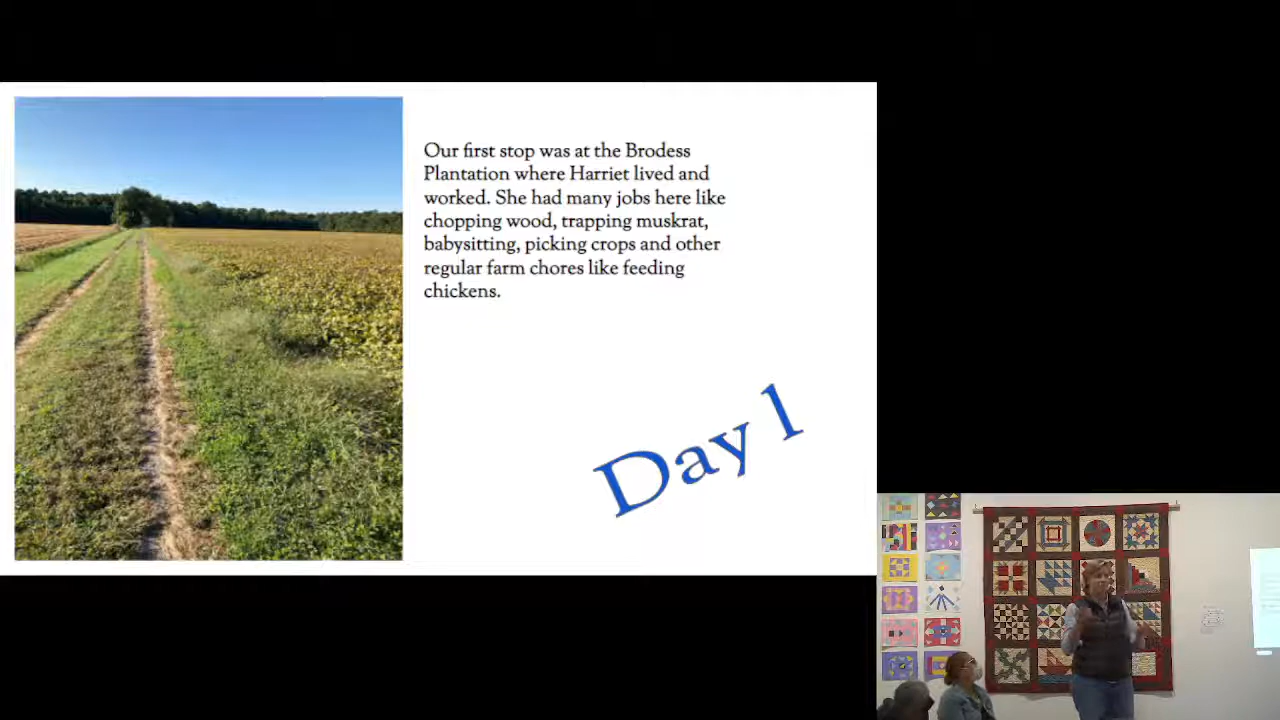 Our first stop was at the Brodess
Plantation where Harriet lived and
worked. She had many jobs here like
chopping wood, trapping muskrat,
babysitting, picking crops and other
regular farm chores like feeding
chickens.
Day 1